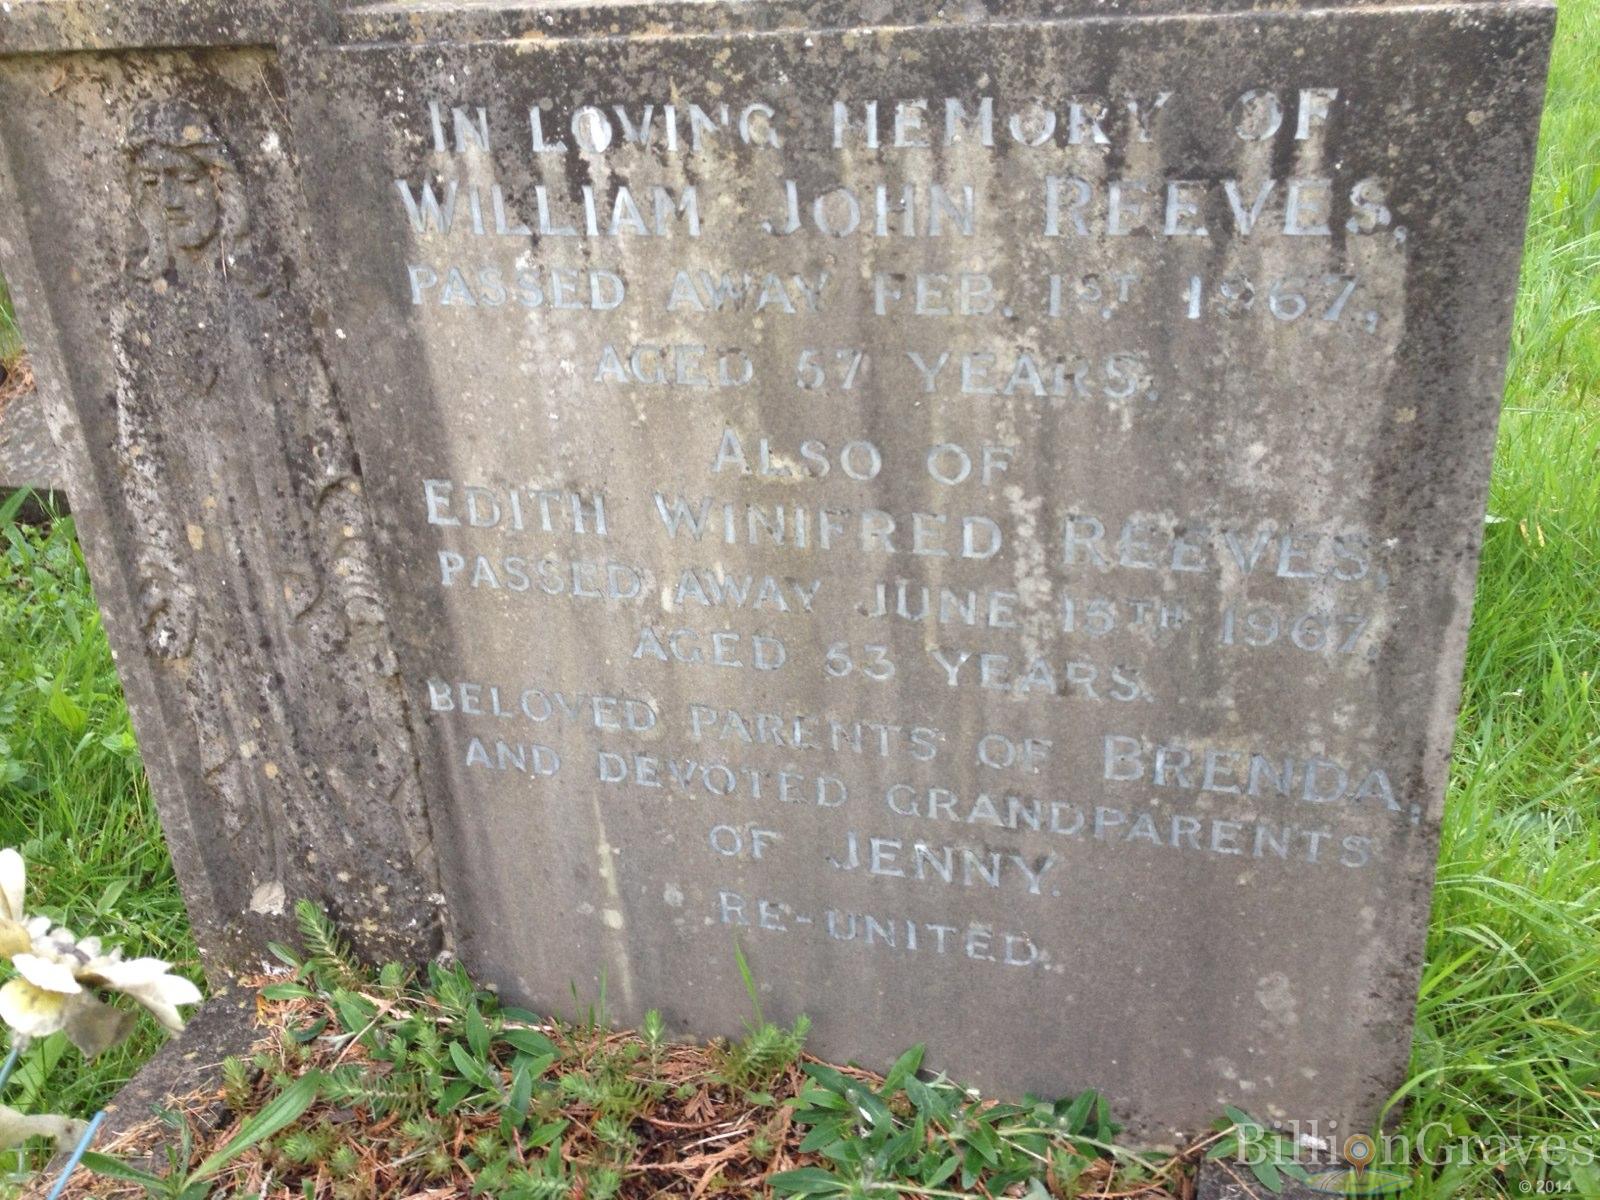 IN LOVING MEMORY OF
WILLIAM JOHN REEVES,
PASSED AWAY FEB. 1ST. 1967,
AGED 57 YEARS.
ALSO OF
EDITH WINIFRED REEVES,
PASSED AWAY JUNE 15TH 1967,
AGED 53 YEARS.
BELOVED PARENTS OF BRENDA,
AND DEVOTED GRANDPARENTS
OF JENNY.
RE-UNITED.
BillionGraves
© 2014